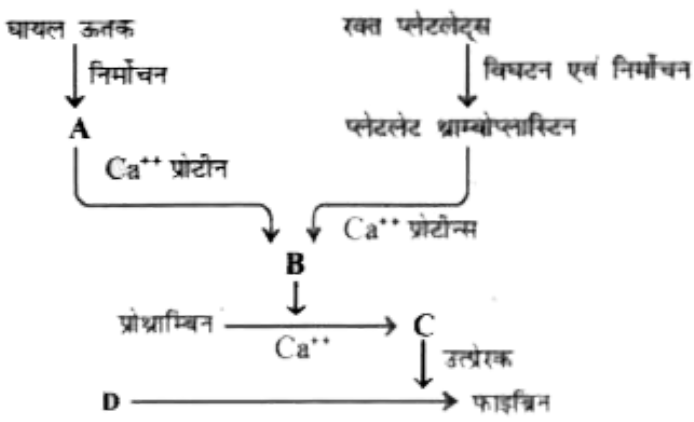 घायल ऊतक
रक्त प्लेटलेट्स
निर्मोचन
विघटन एवं निर्मोचन
A
प्लेटलेट थ्राम्बोप्लास्टिन
Ca⁺⁺ प्रोटीन
Ca⁺⁺ प्रोटीन्स
B
प्रोथ्राम्बिन
C
Ca⁺⁺
उत्प्रेरक
D
फाइब्रिन